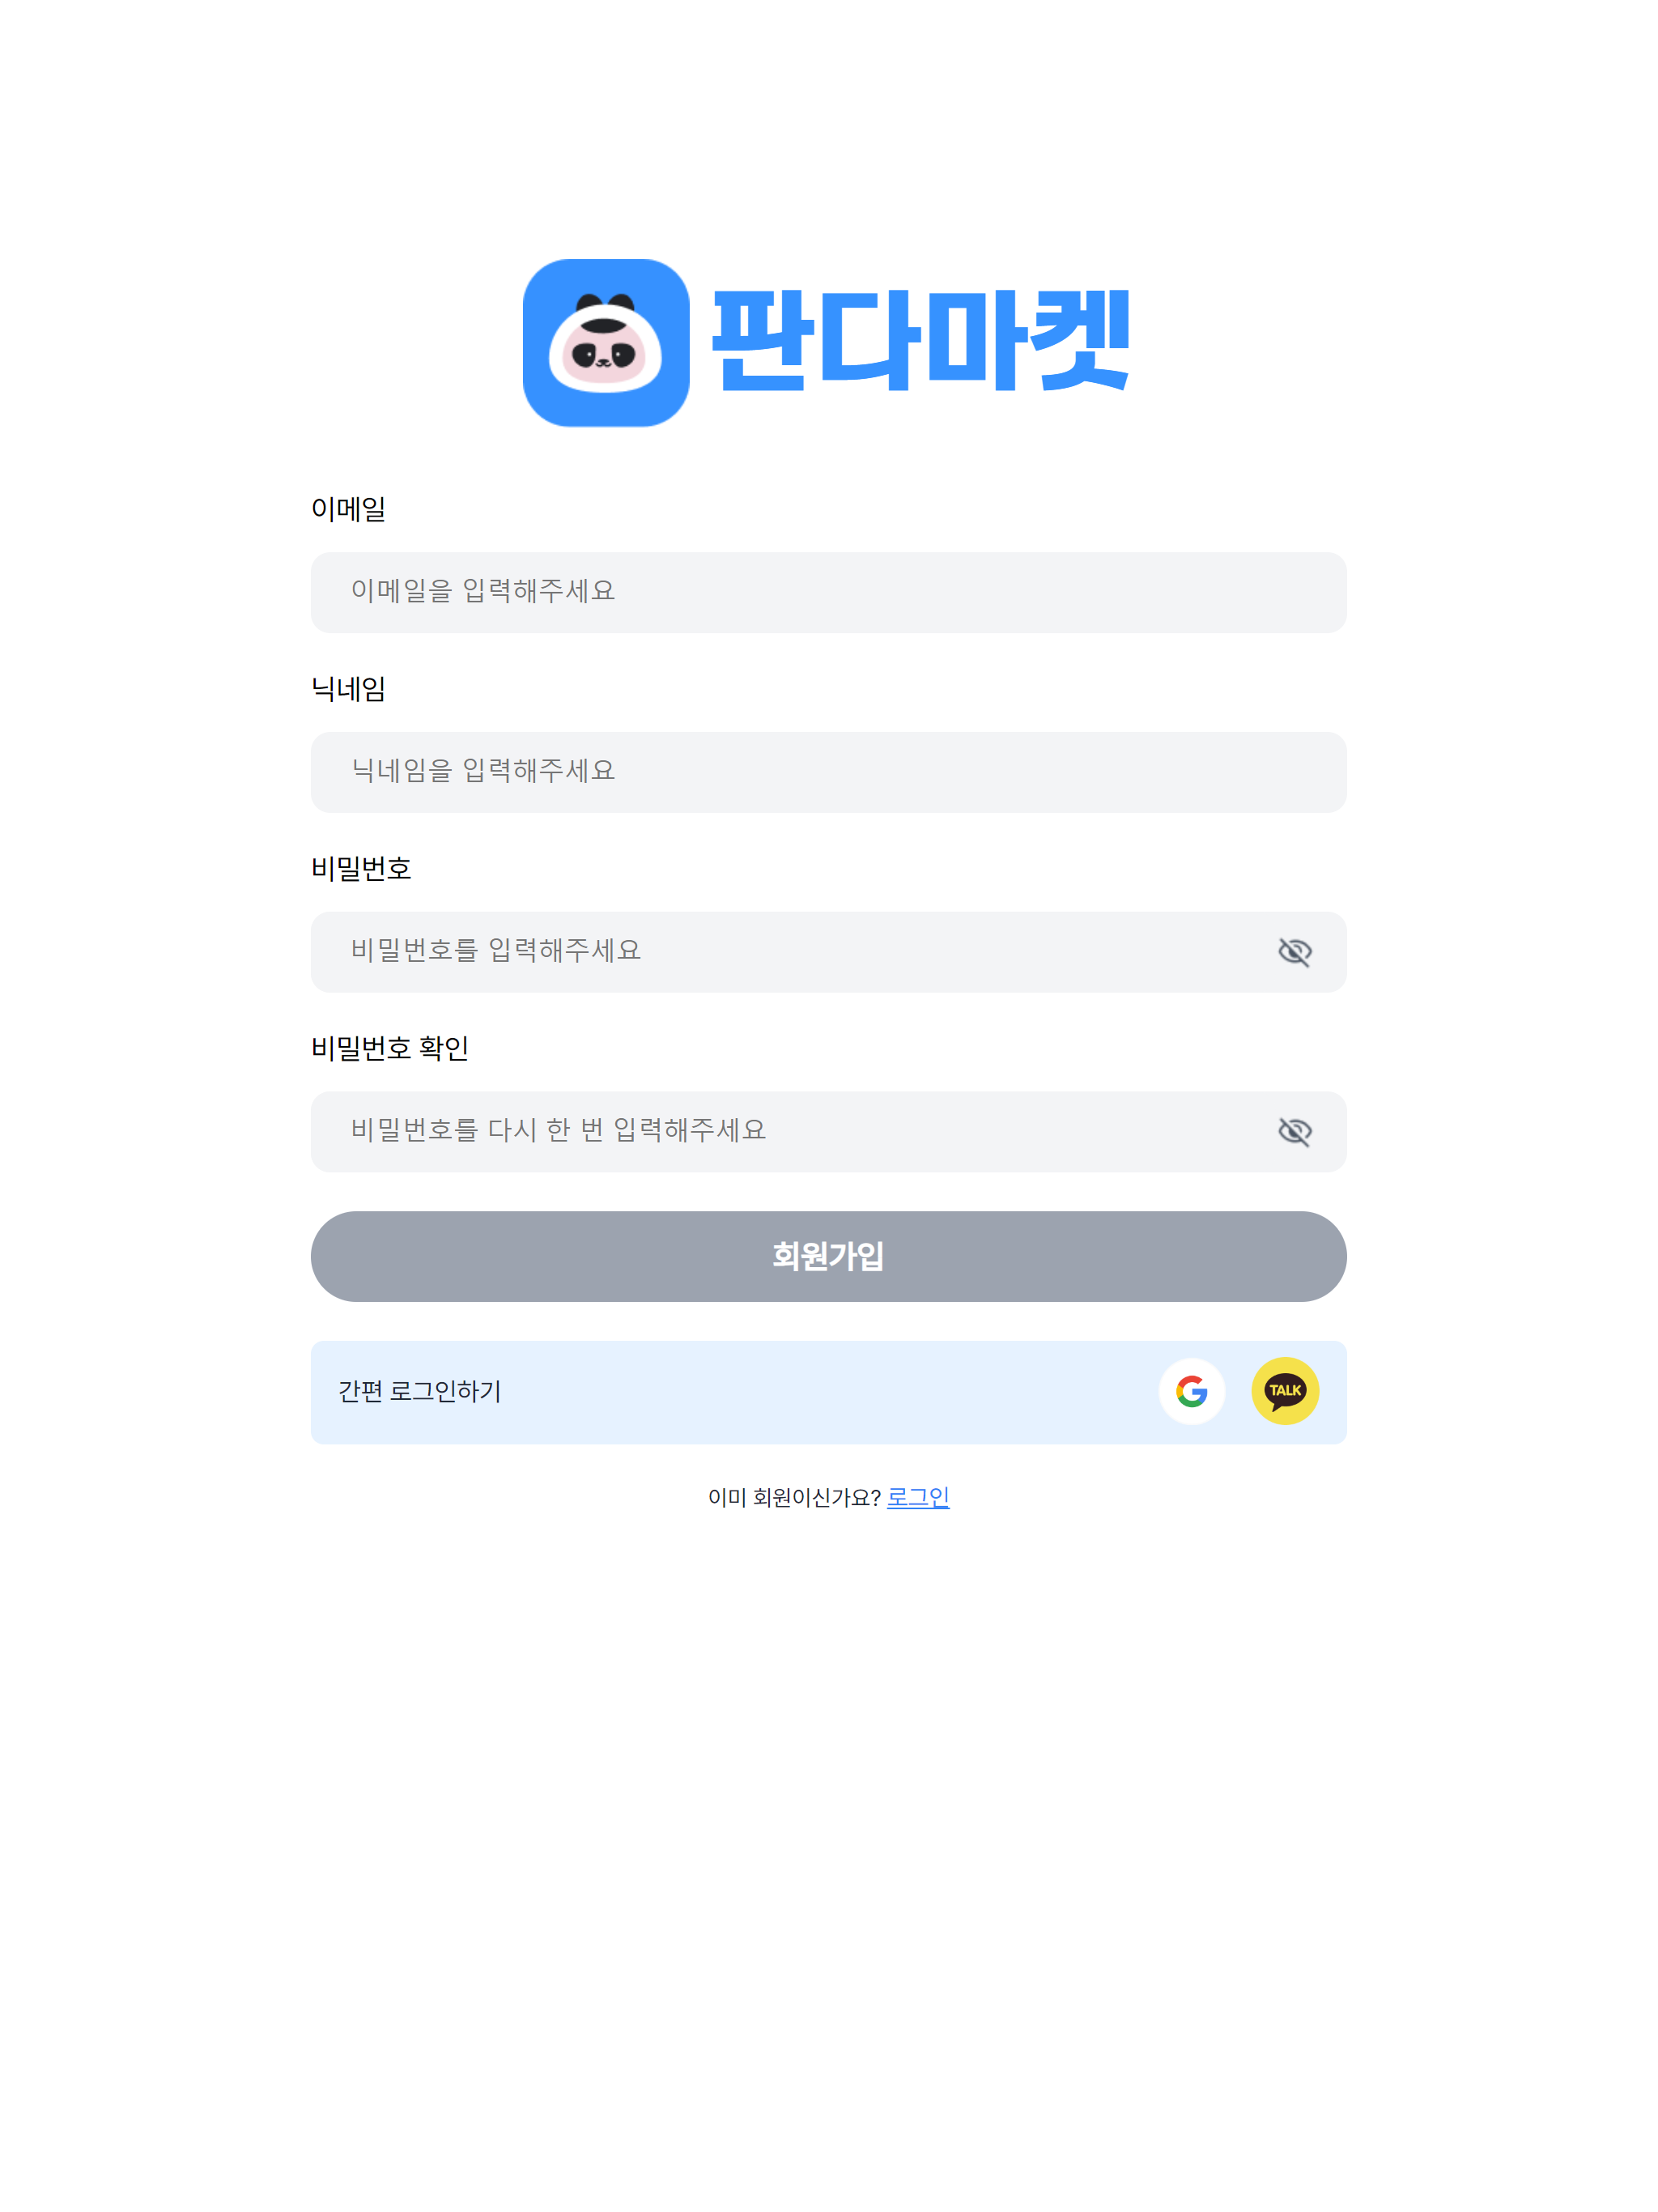 판다마켓
이메일
이메일을 입력해주세요
닉네임
닉네임을 입력해주세요
비밀번호
비밀번호를 입력해주세요
비밀번호 확인
비밀번호를 다시 한 번 입력해주세요
회원가입
간편 로그인하기
TALK
이미 회원이신가요? 로그인